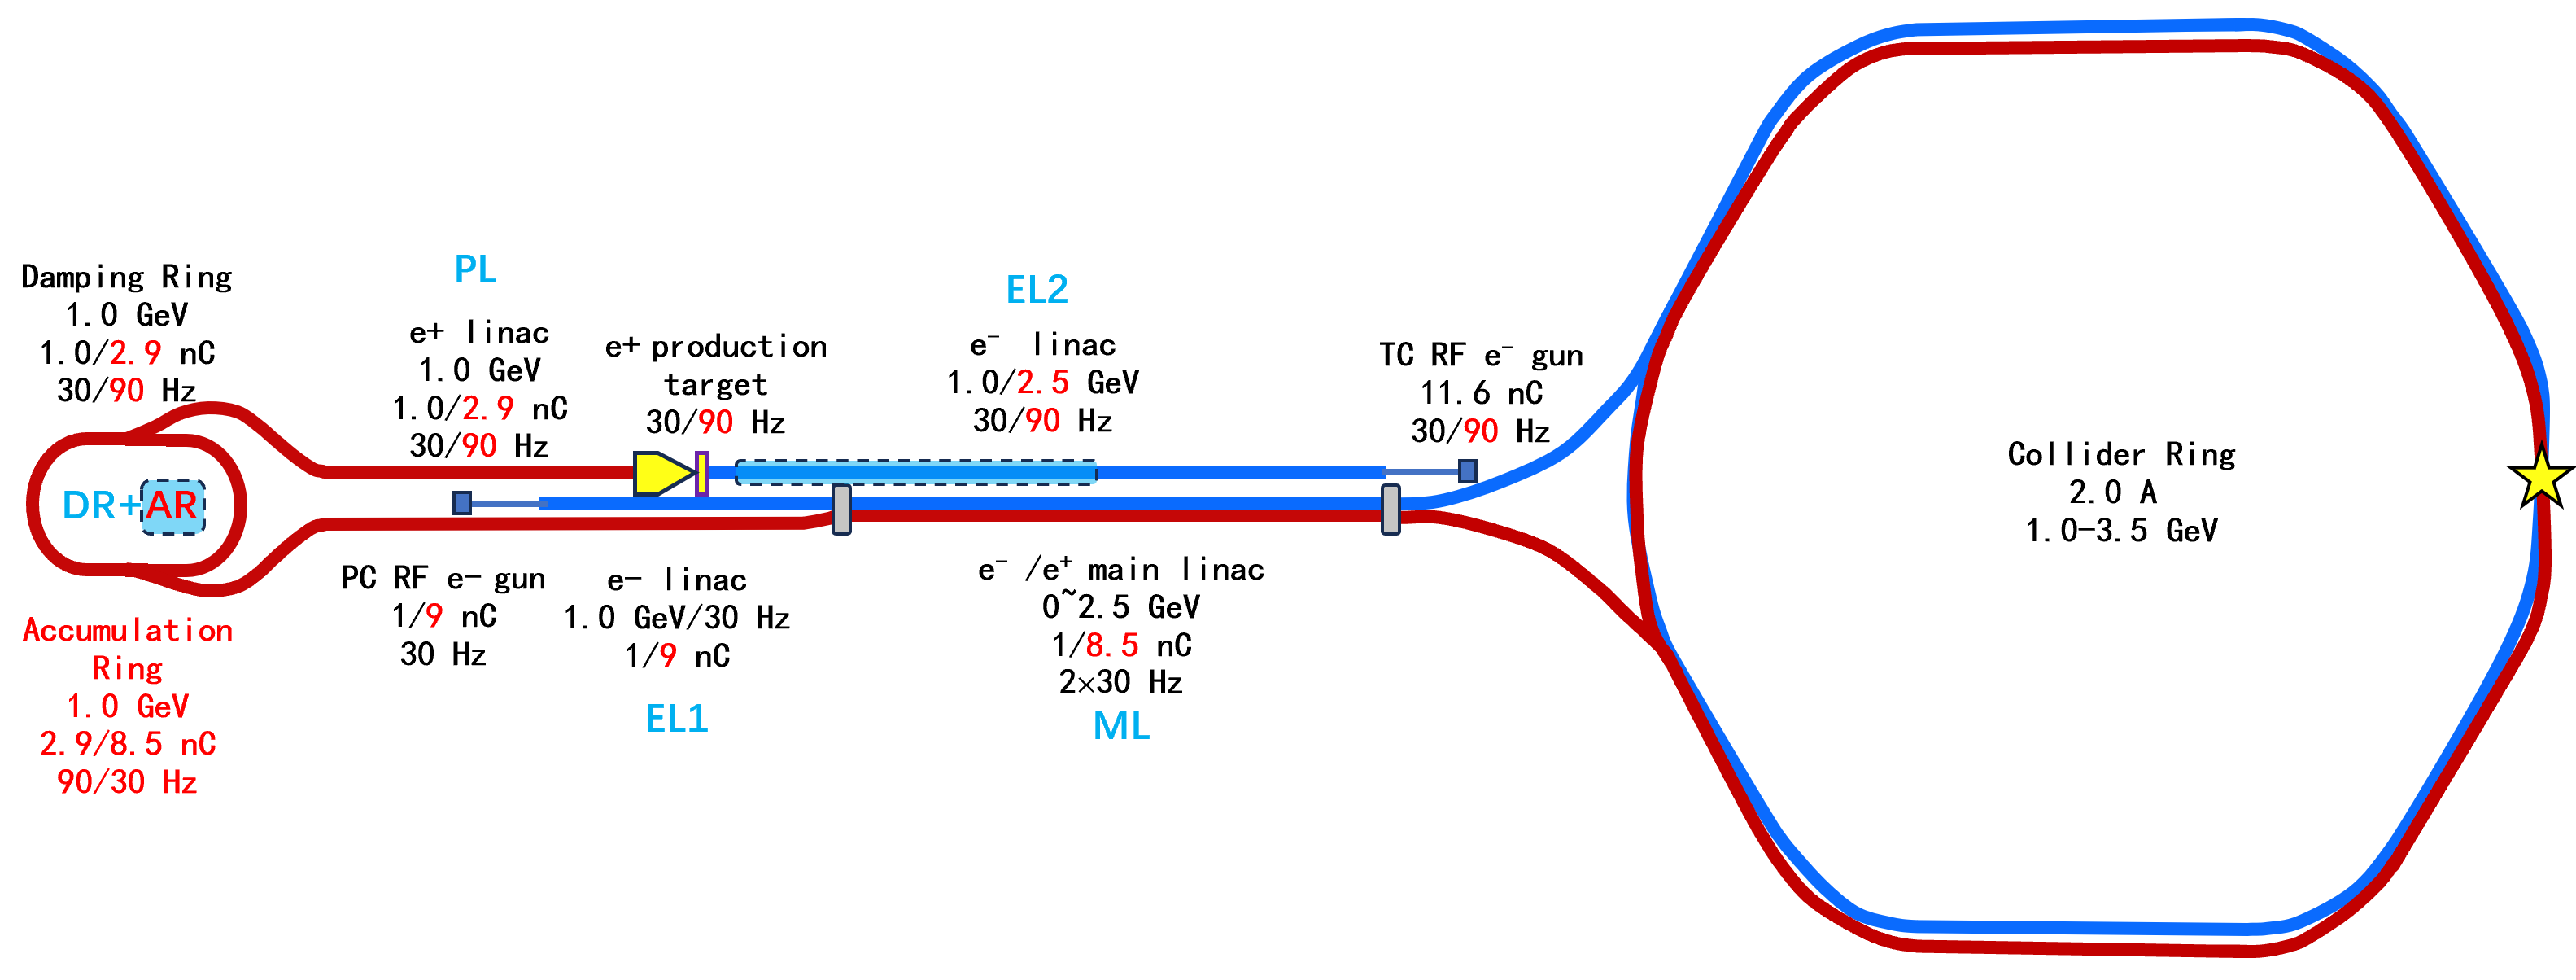 Damping Ring
1.0 GeV
1.0/2.9 nC
30/90 Hz
DR+AR
Accumulation
Ring
1.0 GeV
2.9/8.5 nC
90/30 Hz
PL
e+ linac
1.0 GeV
1.0/2.9 nC
30/90 Hz
e+ production
target
30/90 Hz
EL2
e⁻ linac
1.0/2.5 GeV
30/90 Hz
TC RF e⁻ gun
11.6 nC
30/90 Hz
PC RF e- gun
1/9 nC
30 Hz
e- linac
1.0 GeV/30 Hz
1/9 nC
EL1
e⁻ /e⁺ main linac
0~2.5 GeV
1/8.5 nC
2×30 Hz
ML
Collider Ring
2.0 A
1.0-3.5 GeV